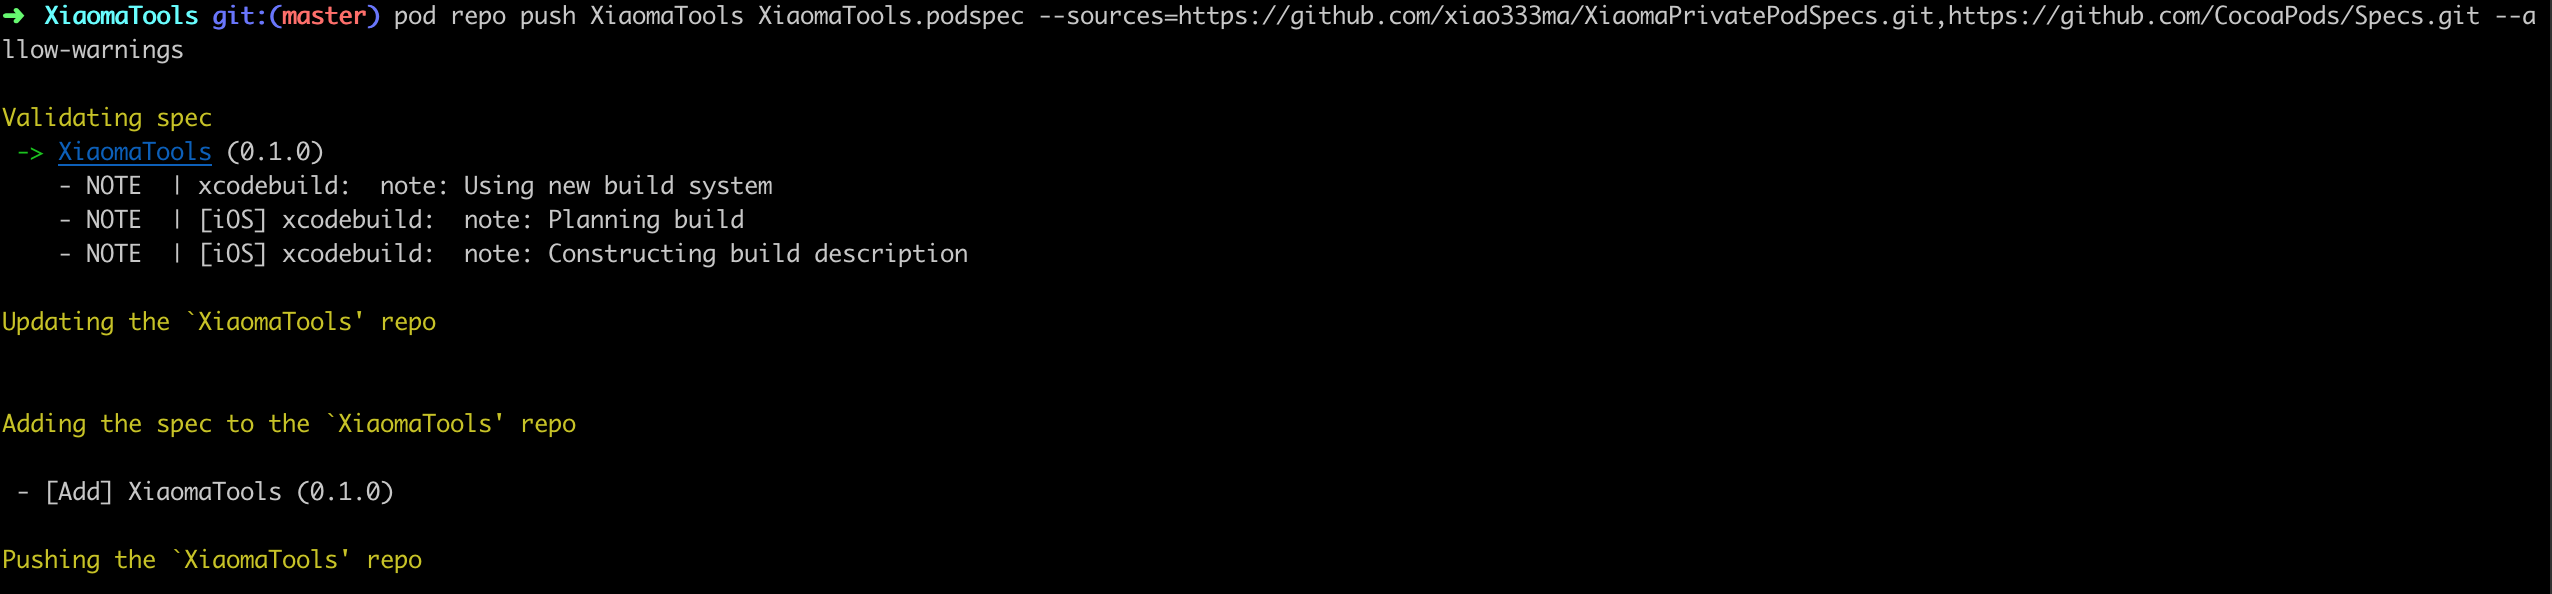 ➜  XiaomaTools git:(master) pod repo push XiaomaTools XiaomaTools.podspec --sources=https://github.com/xiao333ma/XiaomaPrivatePodSpecs.git,https://github.com/CocoaPods/Specs.git --a
llow-warnings
Validating spec
 -> XiaomaTools (0.1.0)
    - NOTE  | xcodebuild:  note: Using new build system
    - NOTE  | [iOS] xcodebuild:  note: Planning build
    - NOTE  | [iOS] xcodebuild:  note: Constructing build description
Updating the `XiaomaTools' repo
Adding the spec to the `XiaomaTools' repo
 - [Add] XiaomaTools (0.1.0)
Pushing the `XiaomaTools' repo